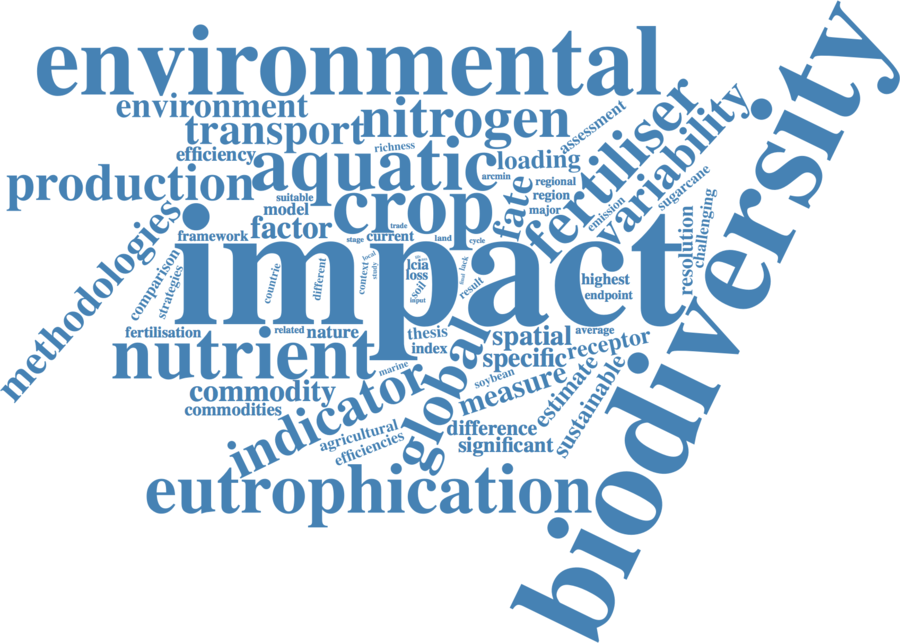 environmental
biodiversity
environment
nitrogen
transport
assessment
richness
fertiliser
variability
efficiency
aquatic
loading
production
arcmin
regional
sugarcane
suitable
crop
fate
region
model
major
emission
methodologies
factor
trade
resolution
challenging
framework
stage
current
land
cycle
impact
comparison
strategies
countrie
different
context
local
study
lcia
loss
soil
input
lack
result
highest
endpoint
fertilisation
related
nature
thesis
index
spatial
average
receptor
nutrient
specific
marine
global
soybean
measure
estimate
sustainable
commodity
commodities
indicator
agricultural
efficiencies
difference
significant
eutrophication